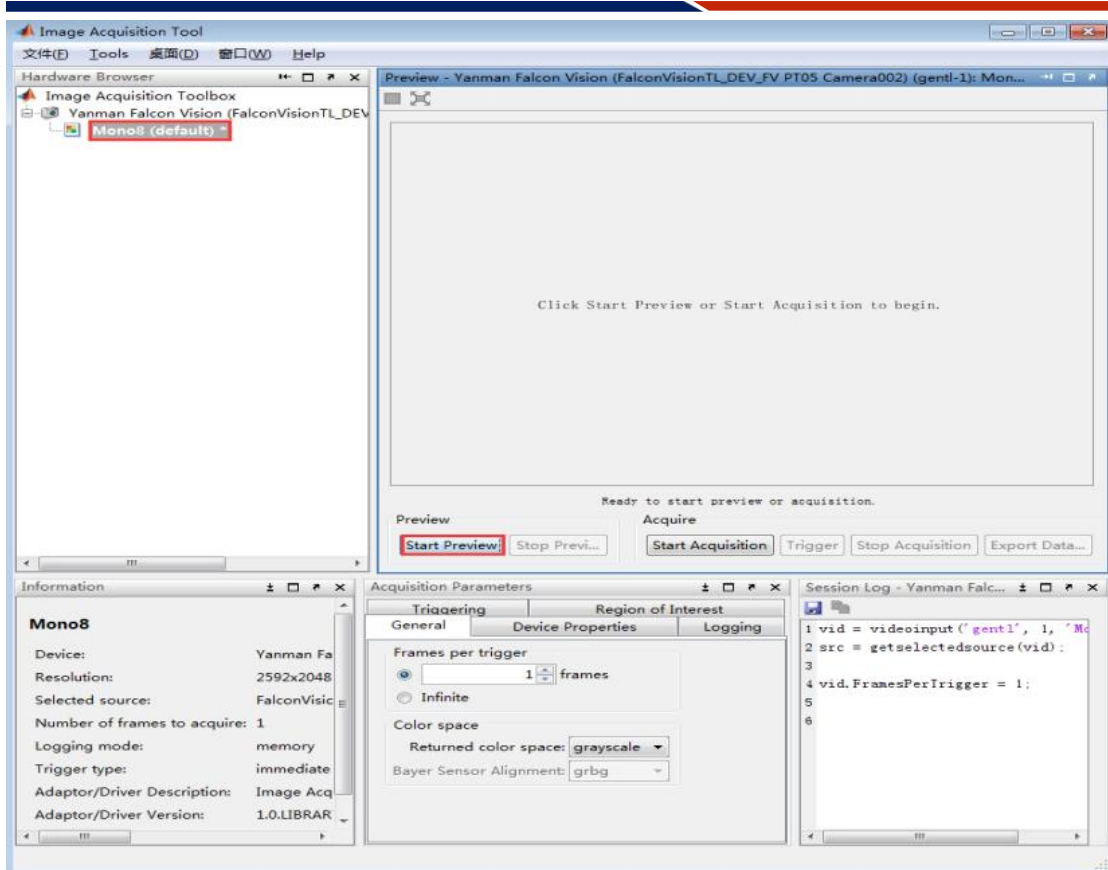 Image Acquisition Tool
文件(F) Tools 桌面(D) 窗口(W) Help
Hardware Browser
Image Acquisition Toolbox
Yanman Falcon Vision (FalconVisionTL_DEV
Mono8 (default) *
Preview - Yanman Falcon Vision (FalconVisionTL_DEV_FV PT05 Camera002) (gentl-1): Mon...
Click Start Preview or Start Acquisition to begin.
Ready to start preview or acquisition.
Preview
Start Preview Stop Previ...
Acquire
Start Acquisition Trigger Stop Acquisition Export Data...
Information
Mono8
Device: Yanman Fa
Resolution: 2592x2048
Selected source: FalconVisic
Number of frames to acquire: 1
Logging mode: memory
Trigger type: immediate
Adaptor/Driver Description: Image Acq
Adaptor/Driver Version: 1.0.LIBRAR
Acquisition Parameters
Triggering Region of Interest
General Device Properties Logging
Frames per trigger
1 frames
Infinite
Color space
Returned color space: grayscale
Bayer Sensor Alignment: grbg
Session Log - Yanman Falc...
1 vid = videoinput('gentl', 1, 'Mo
2 src = getselectedsource(vid);
3
4 vid.FramesPerTrigger = 1;
5
6